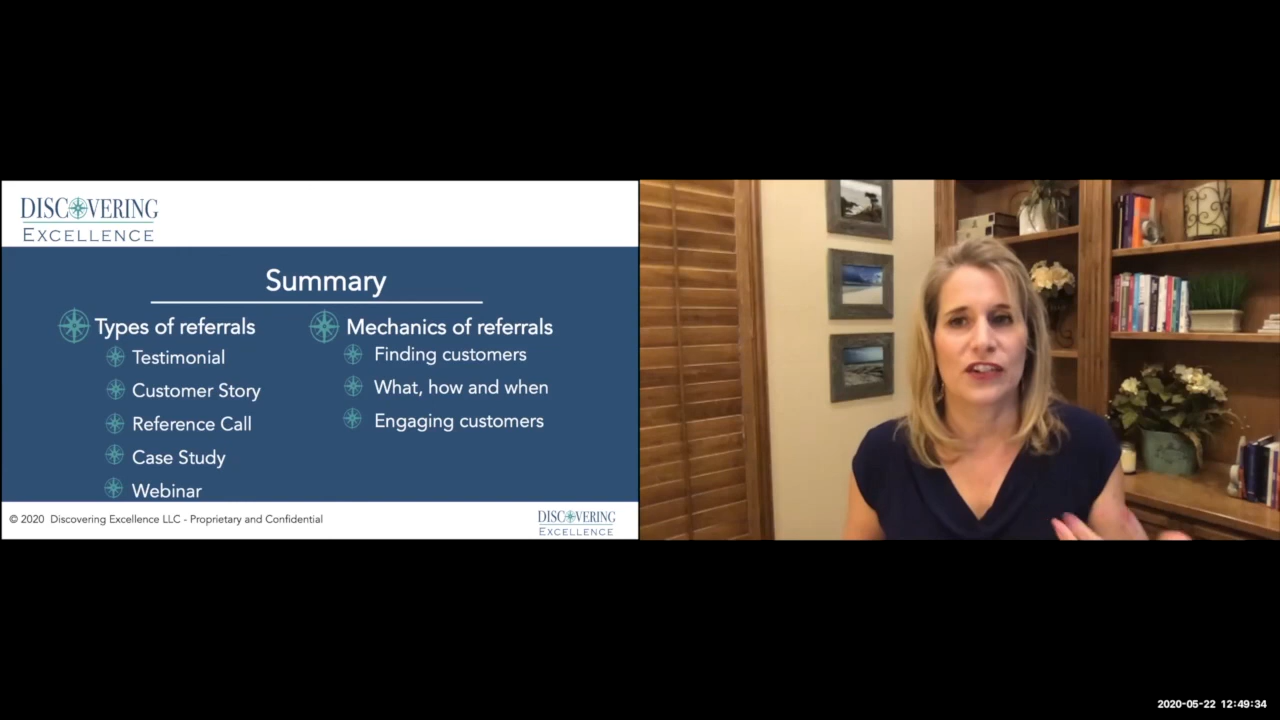 DISCOVERING
EXCELLENCE
Summary
Types of referrals
Testimonial
Customer Story
Reference Call
Case Study
Webinar
Mechanics of referrals
Finding customers
What, how and when
Engaging customers
© 2020 Discovering Excellence LLC - Proprietary and Confidential
DISCOVERING
EXCELLENCE
2020-05-22 12:49:34